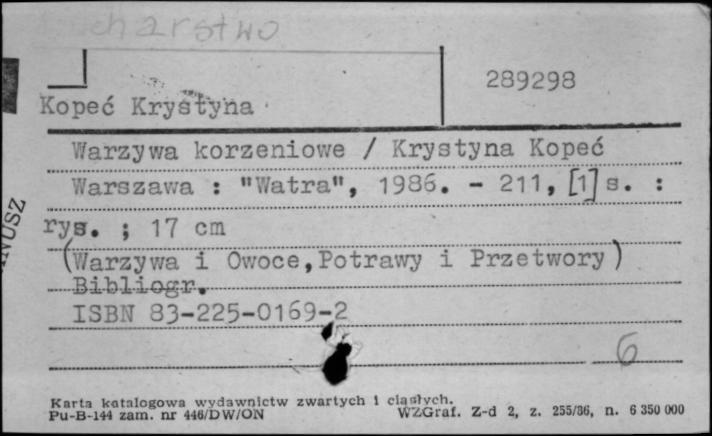 289298
Kopeć Krystyna
Warzywa korzeniowe / Krystyna Kopeć
Warszawa : "Watra", 1986. - 211, [1] s. :
rys. ; 17 cm
(Warzywa i Owoce, Potrawy i Przetwory)
Bibliogr.
ISBN 83-225-0169-2
6
Karta katalogowa wydawnictw zwartych i ciągłych.
Pu-B-144 zam. nr 446/DW/ON WZGraf. Z-d 2, z. 255/86, n. 6 350 000